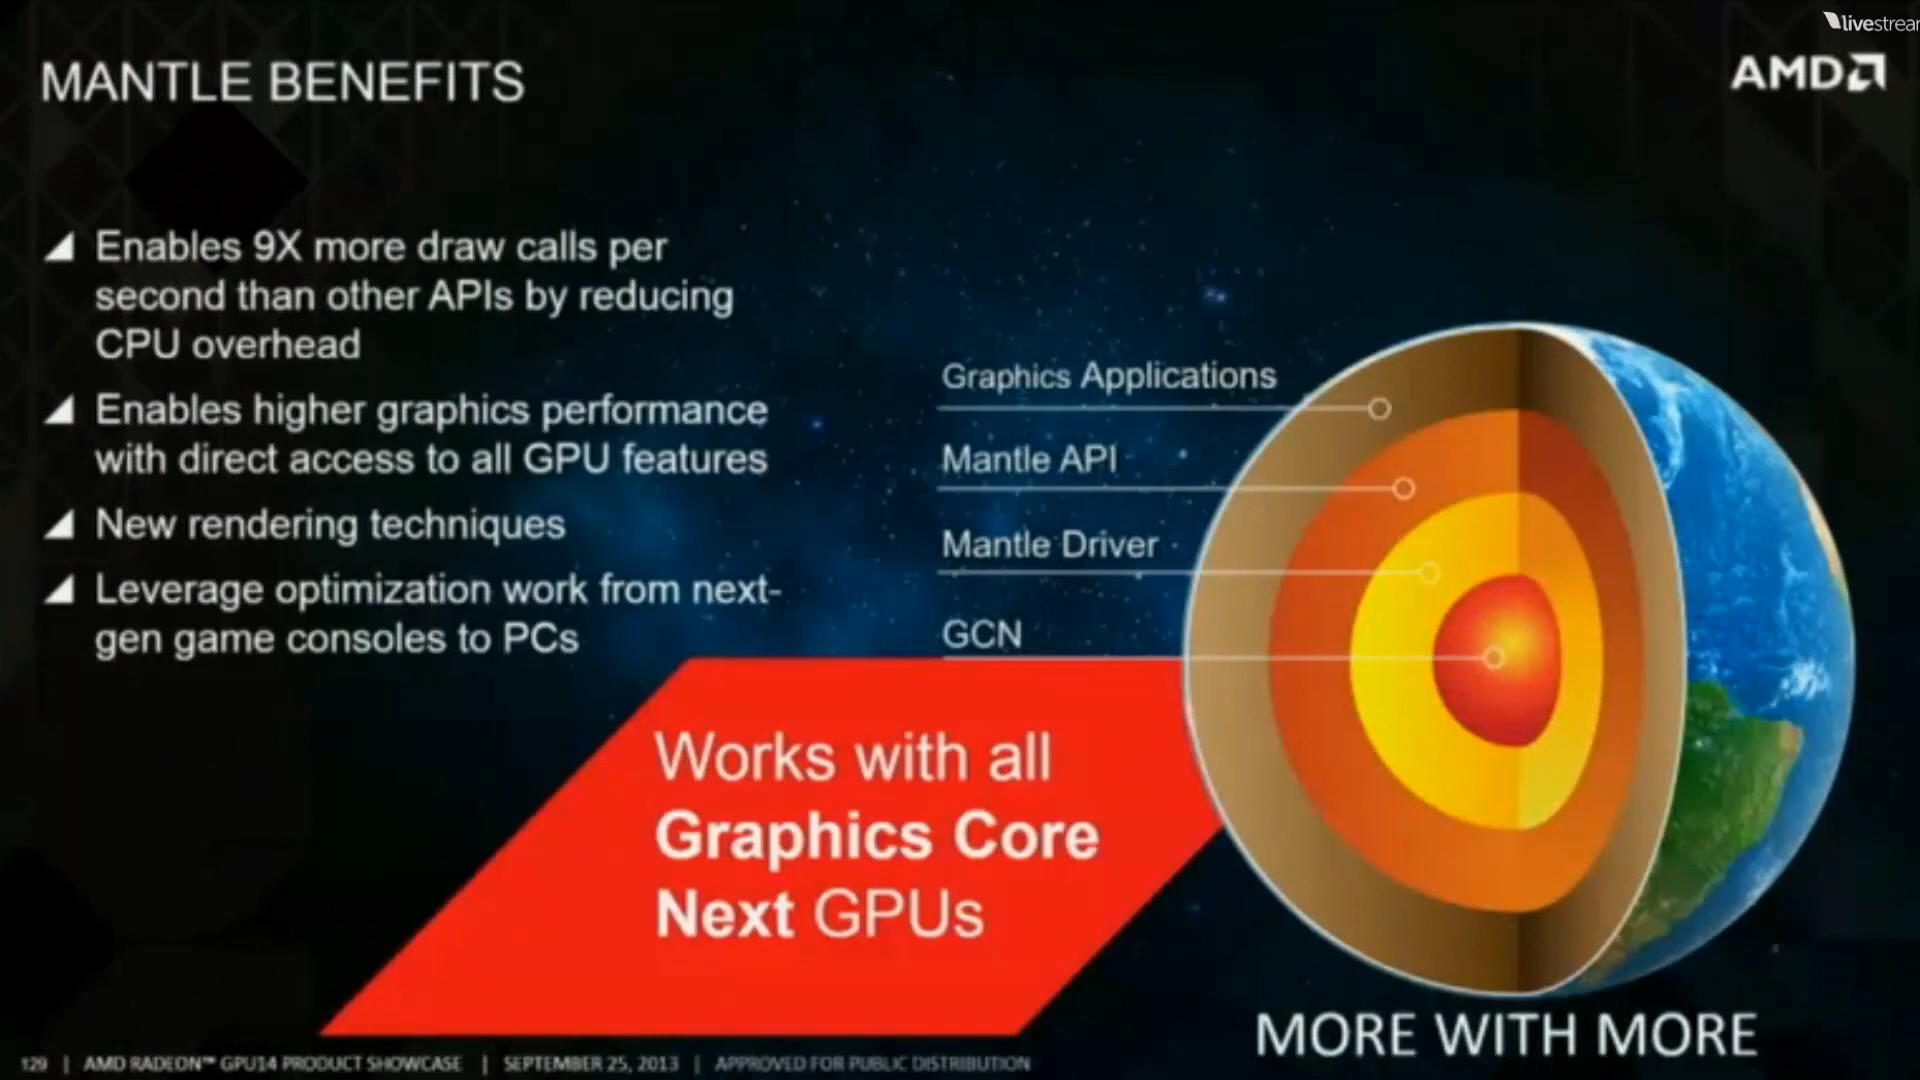 livestream
MANTLE BENEFITS
AMD
Enables 9X more draw calls per
second than other APIs by reducing
CPU overhead
Enables higher graphics performance
with direct access to all GPU features
New rendering techniques
Leverage optimization work from next-
gen game consoles to PCs
Graphics Applications
Mantle API
Mantle Driver
GCN
Works with all
Graphics Core
Next GPUs
MORE WITH MORE
129 | AMD RADEON™ GPU14 PRODUCT SHOWCASE | SEPTEMBER 25, 2013 | APPROVED FOR PUBLIC DISTRIBUTION